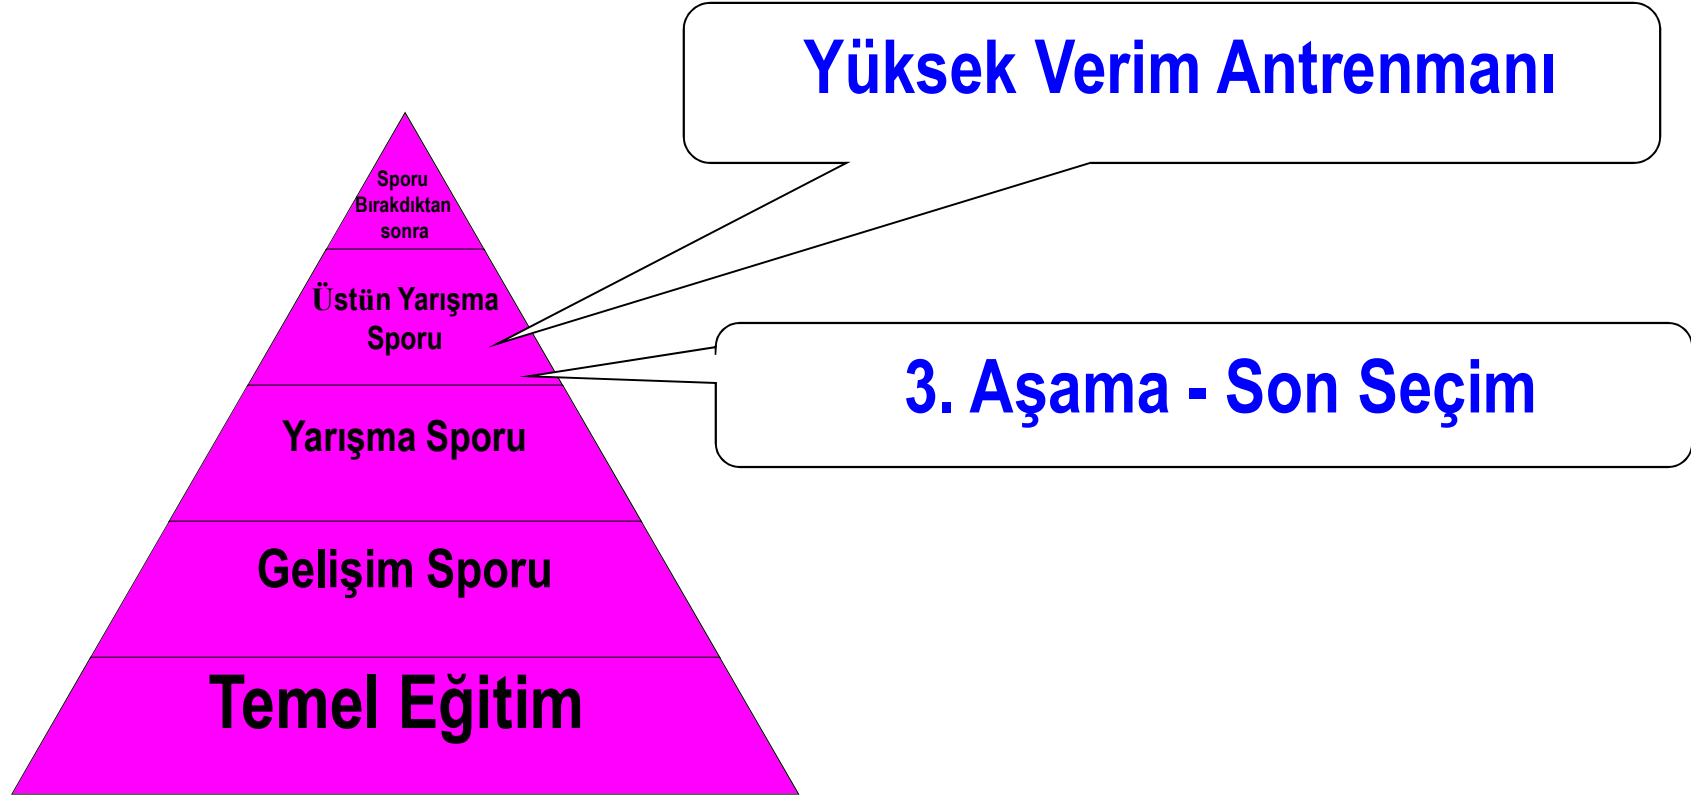 Yüksek Verim Antrenmanı
Sporu
Bırakdıktan
sonra
Üstün Yarışma
Sporu
3. Aşama - Son Seçim
Yarışma Sporu
Gelişim Sporu
Temel Eğitim